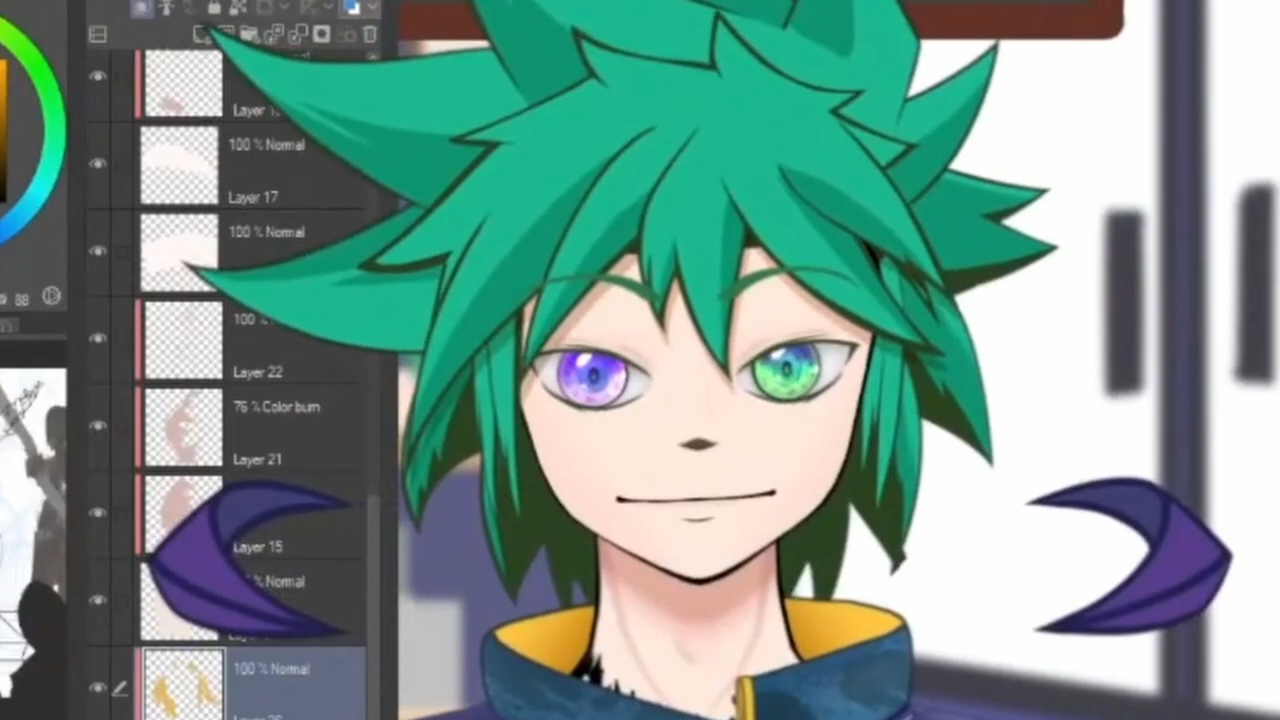 Layer
100 % Normal
Layer 17
100 % Normal
100 %
Layer 22
76 % Color burn
Layer 21
Layer 15
% Normal
100 % Normal
88